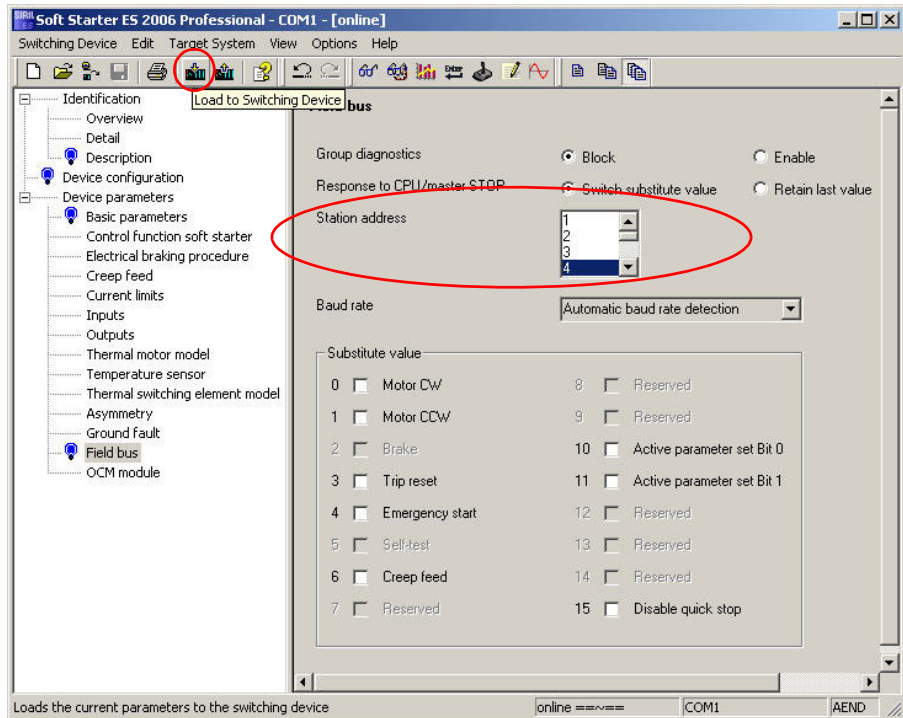 SIRIUS ES Soft Starter ES 2006 Professional - COM1 - [online]
Switching Device Edit Target System View Options Help
Load to Switching Device
Identification
Overview
Detail
Description
Device configuration
Device parameters
Basic parameters
Control function soft starter
Electrical braking procedure
Creep feed
Current limits
Inputs
Outputs
Thermal motor model
Temperature sensor
Thermal switching element model
Asymmetry
Ground fault
Field bus
OCM module
bus
Group diagnostics Block Enable
Response to CPU/master STOP Switch substitute value Retain last value
Station address
1
2
3
4
Baud rate Automatic baud rate detection
Substitute value
0 Motor CW 8 Reserved
1 Motor CCW 9 Reserved
2 Brake 10 Active parameter set Bit 0
3 Trip reset 11 Active parameter set Bit 1
4 Emergency start 12 Reserved
5 Self-test 13 Reserved
6 Creep feed 14 Reserved
7 Reserved 15 Disable quick stop
Loads the current parameters to the switching device online ==~== COM1 AEND